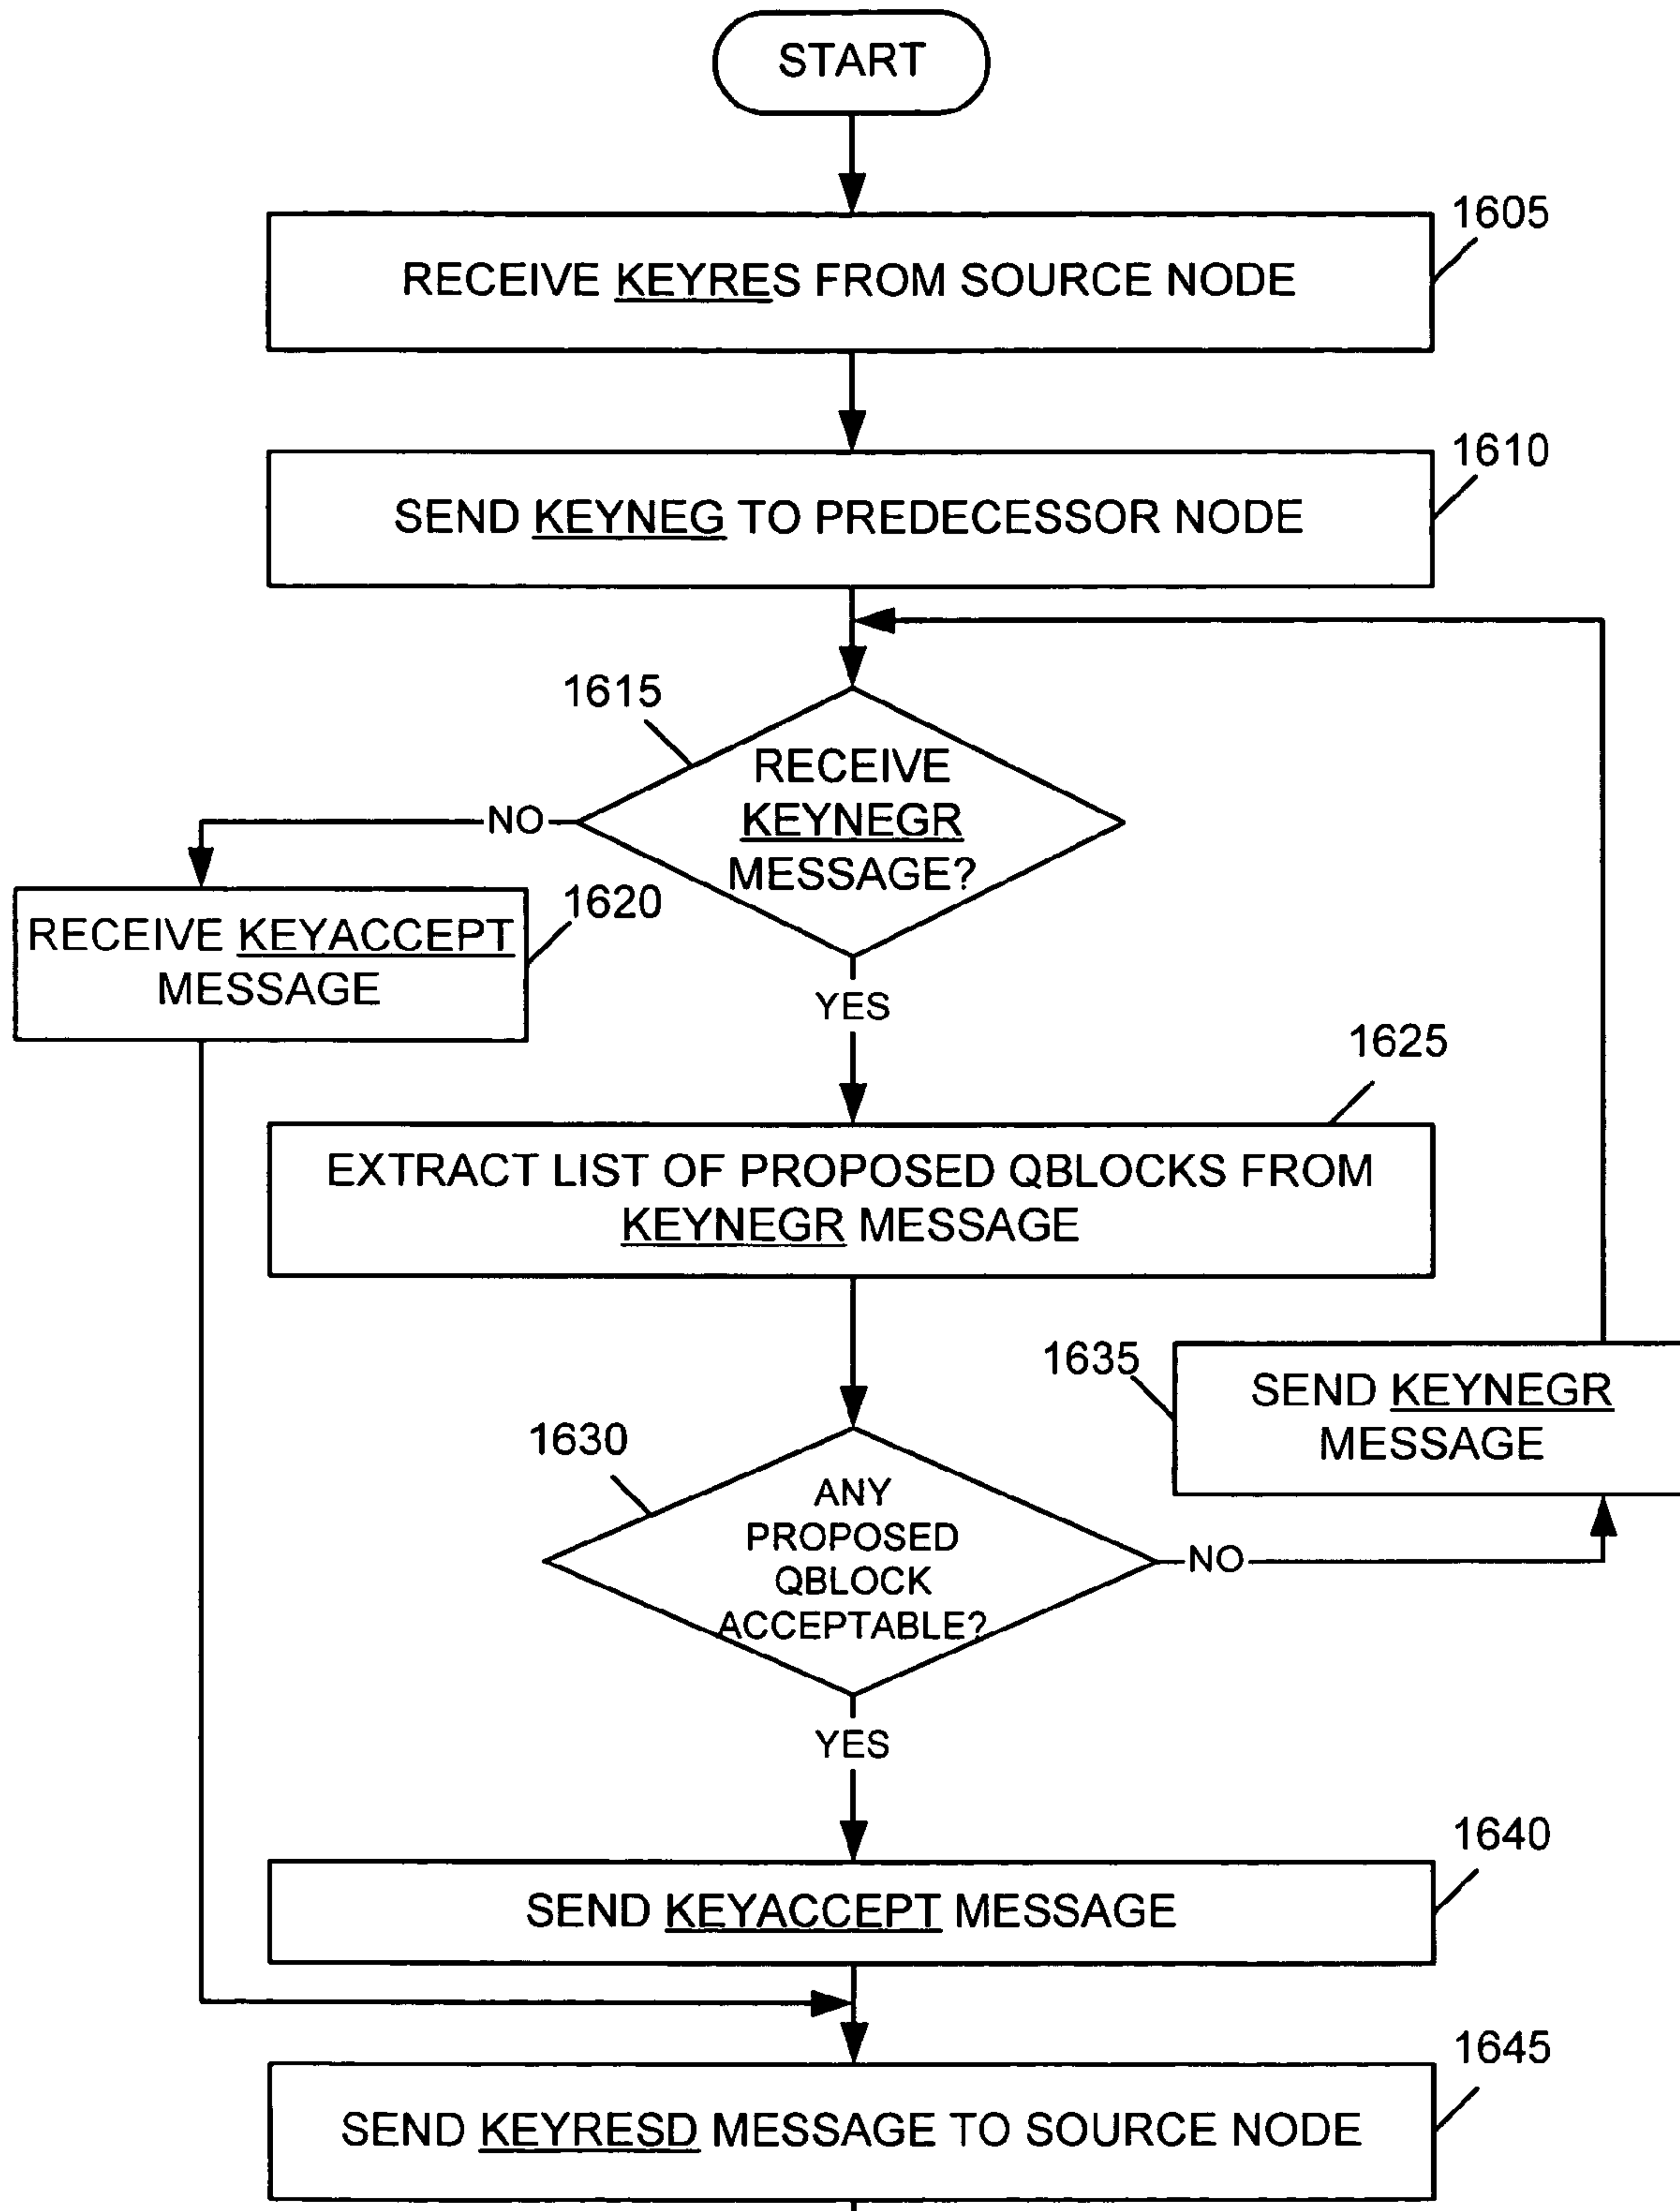 START
1605
RECEIVE KEYRES FROM SOURCE NODE
1610
SEND KEYNEG TO PREDECESSOR NODE
1615
RECEIVE
KEYNEGR
MESSAGE?
NO
1620
RECEIVE KEYACCEPT
MESSAGE
YES
1625
EXTRACT LIST OF PROPOSED QBLOCKS FROM
KEYNEGR MESSAGE
1635
SEND KEYNEGR
MESSAGE
1630
ANY
PROPOSED
QBLOCK
ACCEPTABLE?
NO
YES
1640
SEND KEYACCEPT MESSAGE
1645
SEND KEYRESD MESSAGE TO SOURCE NODE